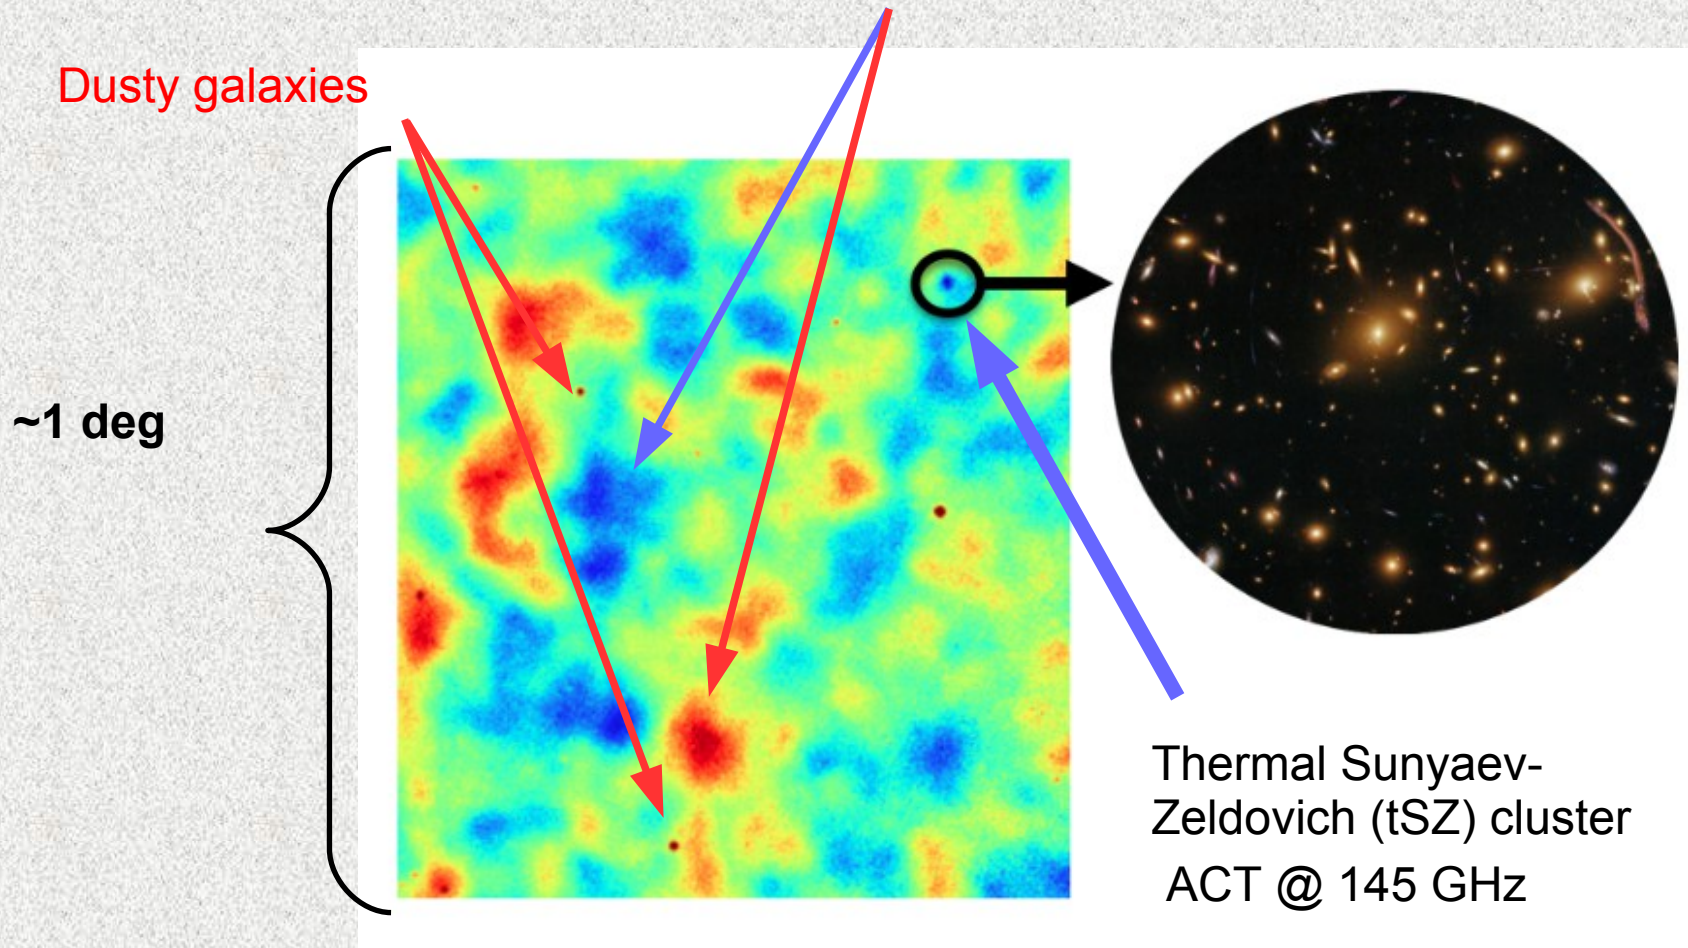 Dusty galaxies
~1 deg
Thermal Sunyaev-
Zeldovich (tSZ) cluster
ACT @ 145 GHz